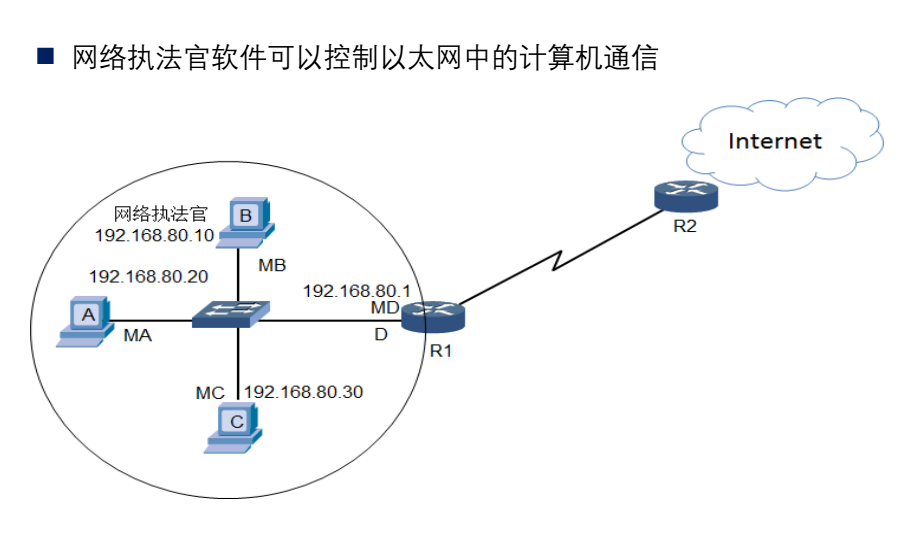 网络执法官软件可以控制以太网中的计算机通信
Internet
R2
网络执法官
192.168.80.10
B
MB
192.168.80.20
A
MA
192.168.80.1
MD
D
R1
MC
192.168.80.30
C